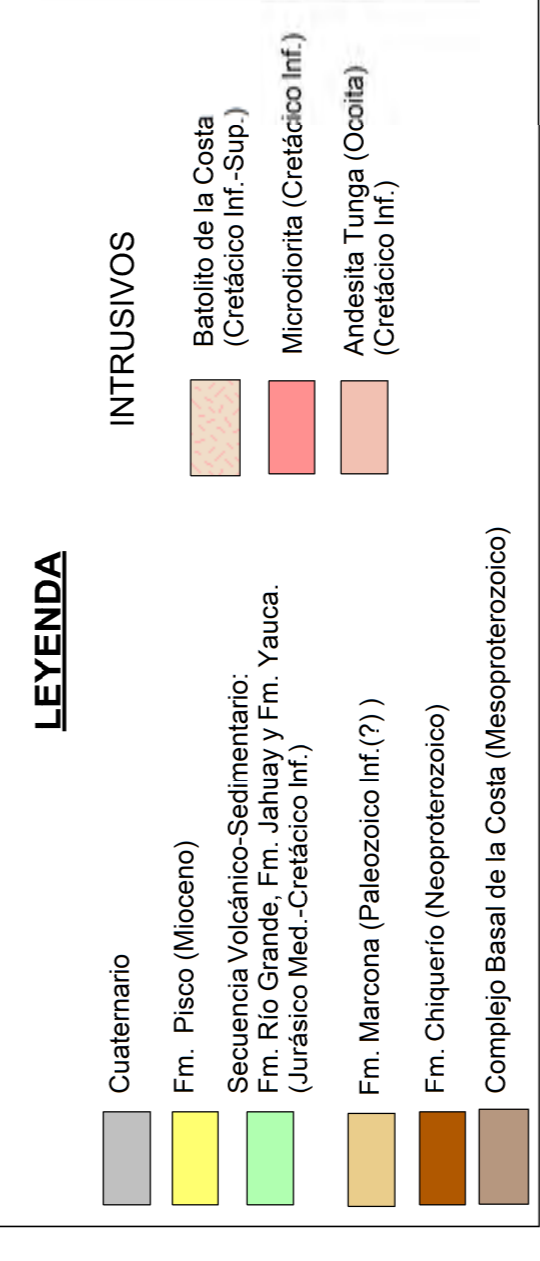 LEYENDA
Cuaternario
Fm. Pisco (Mioceno)
Secuencia Volcánico-Sedimentario:
Fm. Río Grande, Fm. Jahuay y Fm. Yauca.
(Jurásico Med.-Cretácico Inf.)
Fm. Marcona (Paleozoico Inf.(?) )
Fm. Chiquerío (Neoproterozoico)
Complejo Basal de la Costa (Mesoproterozoico)
INTRUSIVOS
Batolito de la Costa
(Cretácico Inf.-Sup.)
Microdiorita (Cretácico Inf.)
Andesita Tunga (Ocoita)
(Cretácico Inf.)